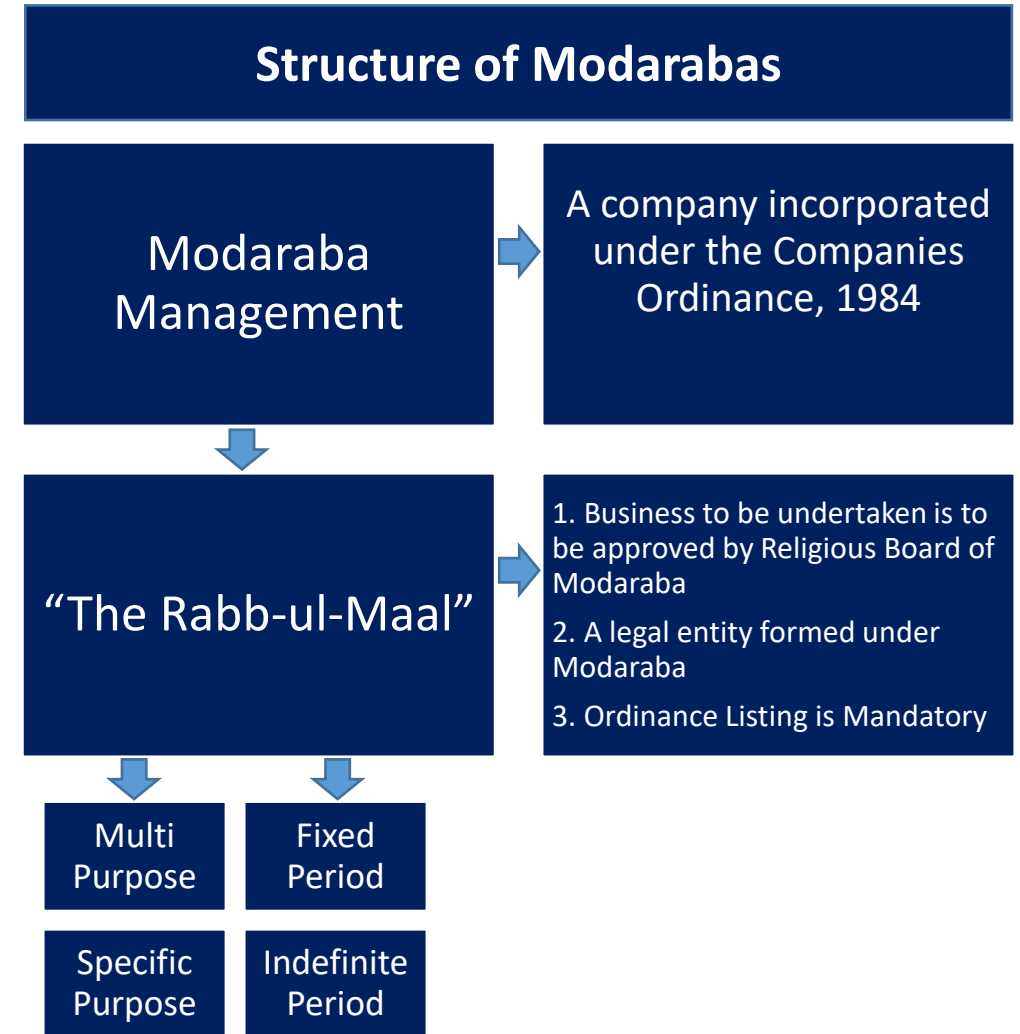 Structure of Modarabas
Modaraba
Management
A company incorporated
under the Companies
Ordinance, 1984
“The Rabb-ul-Maal”
1. Business to be undertaken is to
be approved by Religious Board of
Modaraba
2. A legal entity formed under
Modaraba
3. Ordinance Listing is Mandatory
Multi
Purpose
Fixed
Period
Specific
Purpose
Indefinite
Period